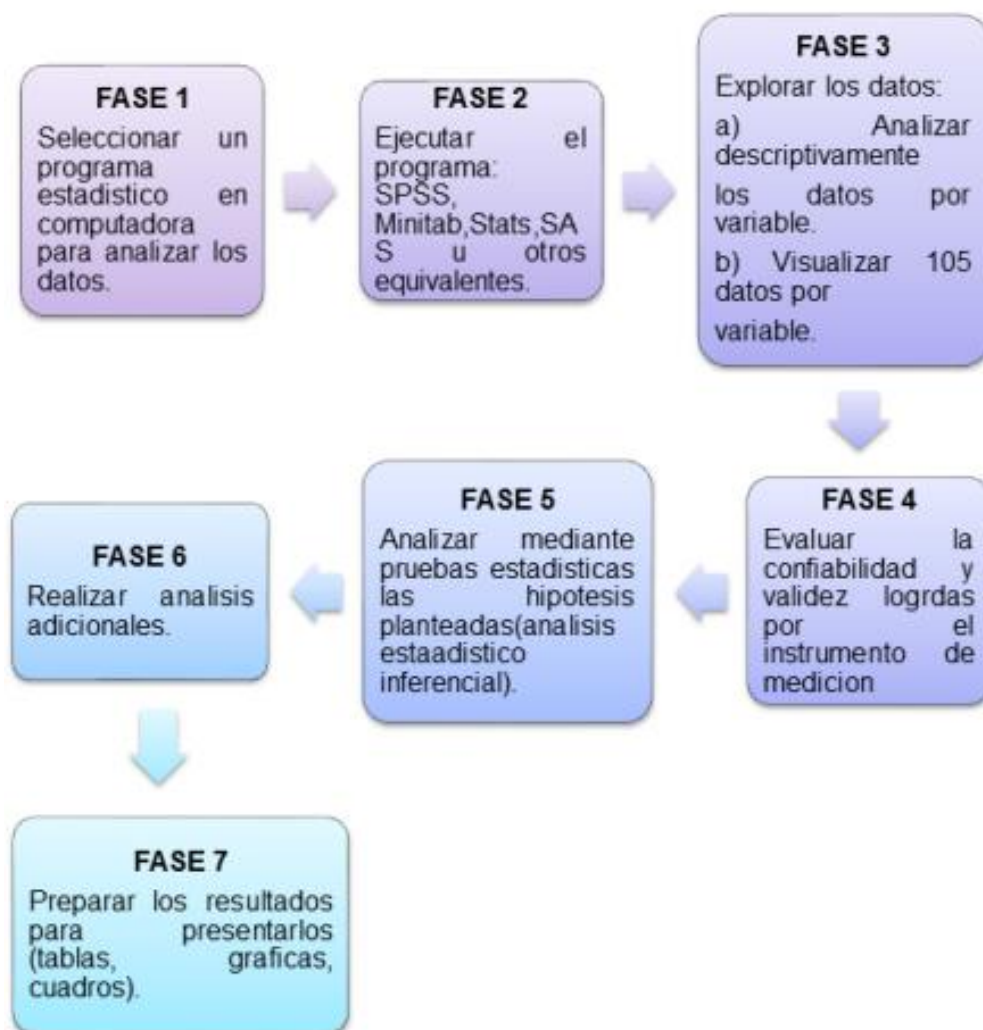 FASE 1
Seleccionar un
programa
estadistico en
computadora
para analizar los
datos.
FASE 2
Ejecutar el
programa:
SPSS,
Minitab,Stats,SA
S u otros
equivalentes.
FASE 3
Explorar los datos:
a) Analizar
descriptivamente
los datos por
variable.
b) Visualizar 105
datos por
variable.
FASE 4
Evaluar la
confiabilidad y
validez logrdas
por el
instrumento de
medicion
FASE 5
Analizar mediante
pruebas estadisticas
las hipotesis
planteadas(analisis
estaadistico
inferencial).
FASE 6
Realizar analisis
adicionales.
FASE 7
Preparar los resultados
para presentarlos
(tablas, graficas,
cuadros).